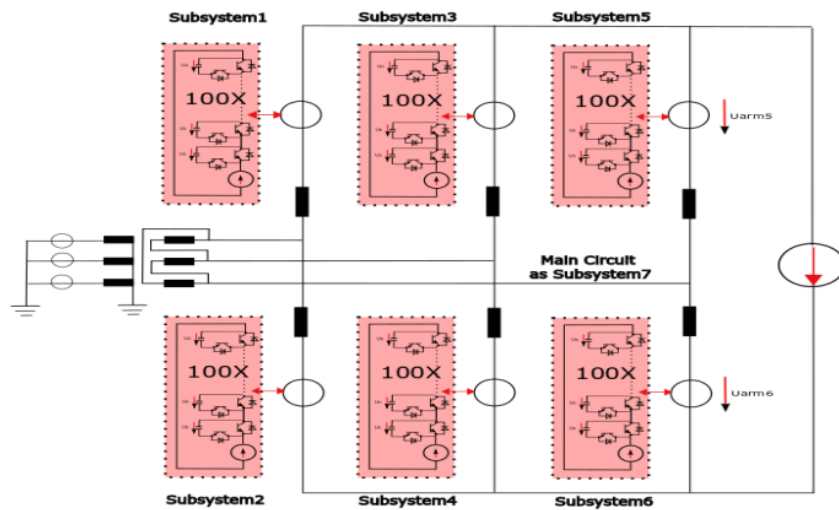 Subsystem1
Subsystem3
Subsystem5
100X
100X
100X
Uarm5
Main Circuit
as Subsystem7
100X
100X
100X
Uarm6
Subsystem2
Subsystem4
Subsystem6